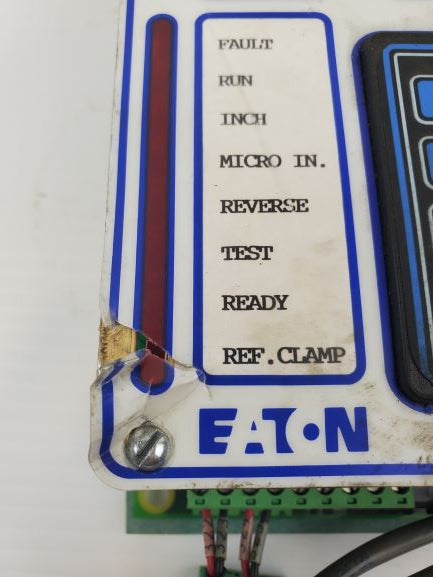 FAULT
RUN
INCH
MICRO IN.
REVERSE
TEST
READY
REF.CLAMP
EATON